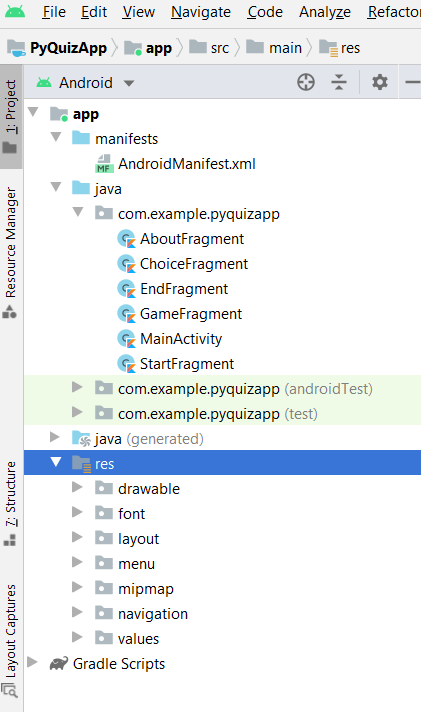 File Edit View Navigate Code Analyze Refactor
PyQuizApp app src main res
1: Project
Android
app
manifests
MF AndroidManifest.xml
java
com.example.pyquizapp
AboutFragment
ChoiceFragment
EndFragment
GameFragment
MainActivity
StartFragment
com.example.pyquizapp (androidTest)
com.example.pyquizapp (test)
java (generated)
res
drawable
font
layout
menu
mipmap
navigation
values
Gradle Scripts
Resource Manager
7: Structure
Layout Captures